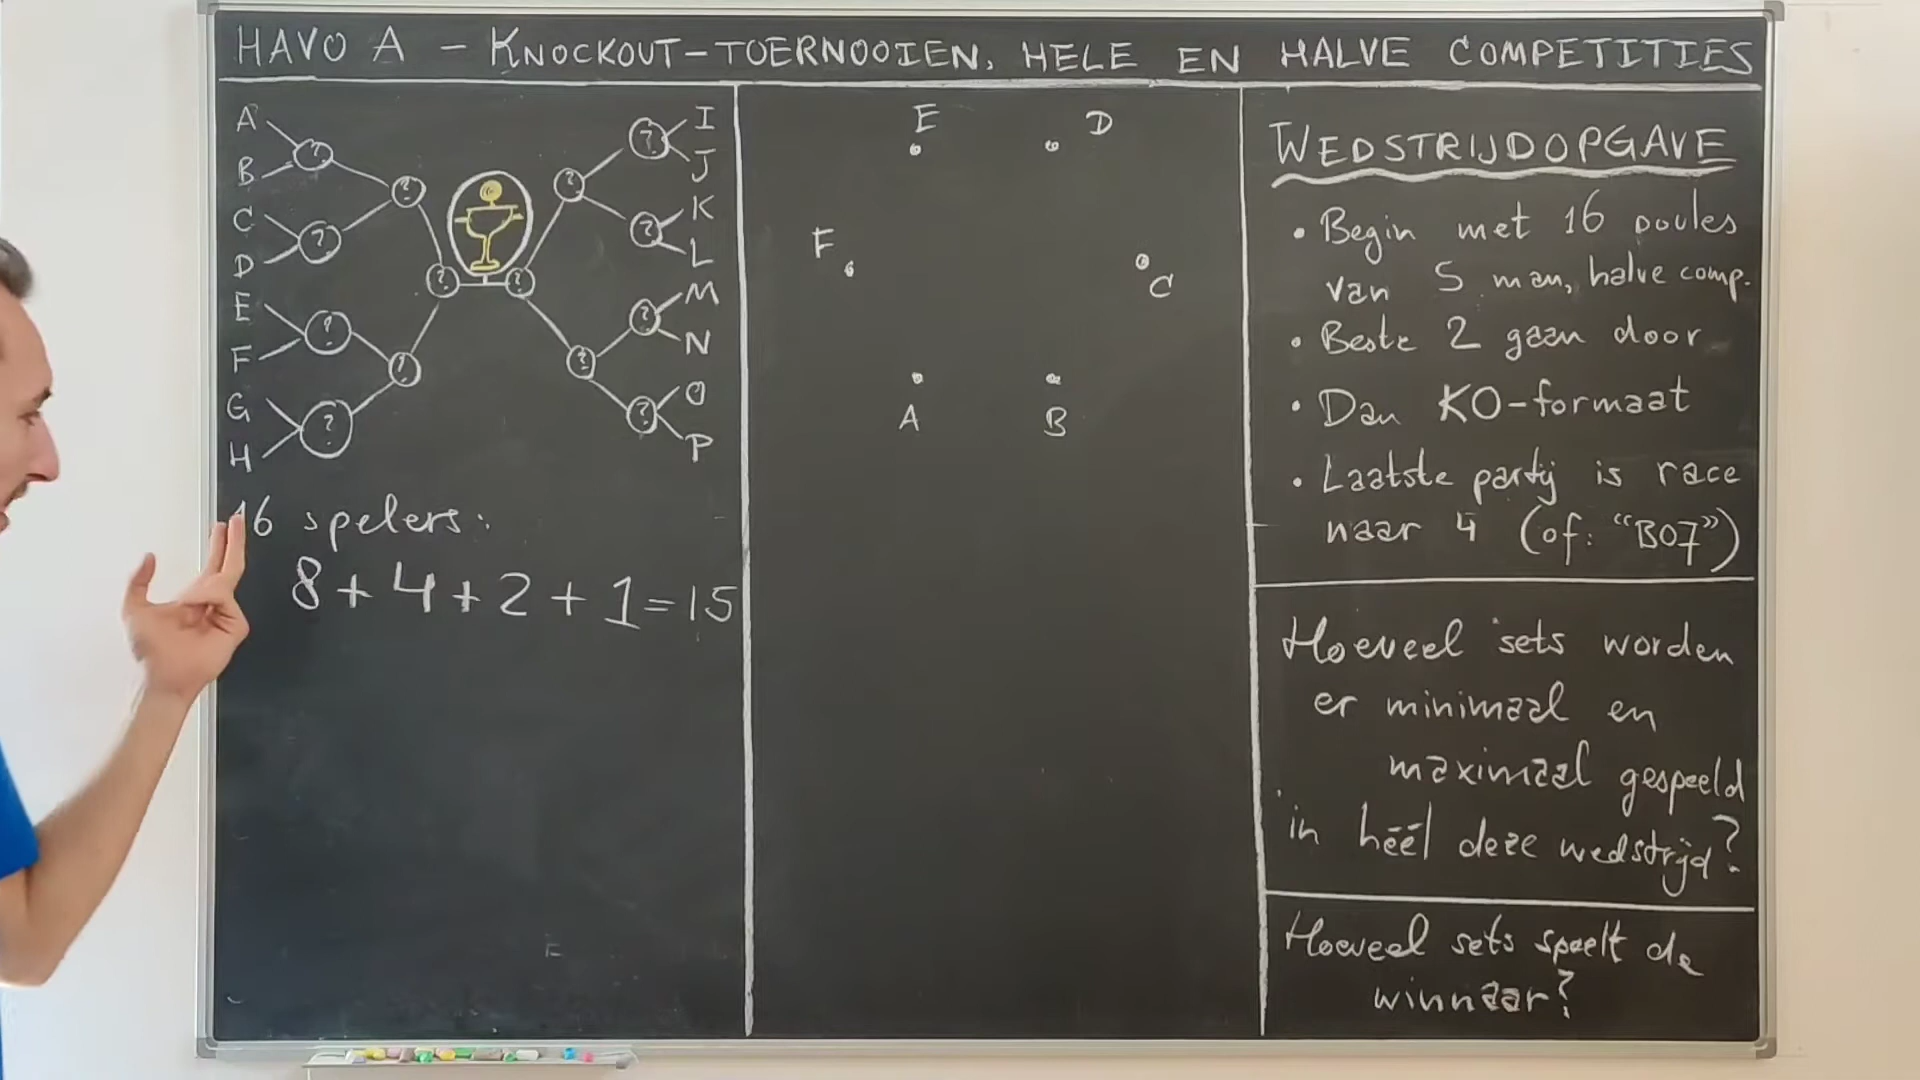 HAVO A – KNOCKOUT-TOERNOOIEN, HELE EN HALVE COMPETITIES
A
B
C
D
E
F
G
H
?
?
?
?
?
?
?
?
?
?
?
?
?
?
I
J
K
L
M
N
O
P
16 spelers:
8+4+2+1=15
E
D
F
C
A
B
WEDSTRIJDOPGAVE
• Begin met 16 poules
van 5 man, halve comp.
• Beste 2 gaan door
• Dan KO-formaat
• Laatste partij is race
naar 4 (of: "BO7")
Hoeveel sets worden
er minimaal en
maximaal gespeeld
in héél deze wedstrijd?
Hoeveel sets speelt de
winnaar?